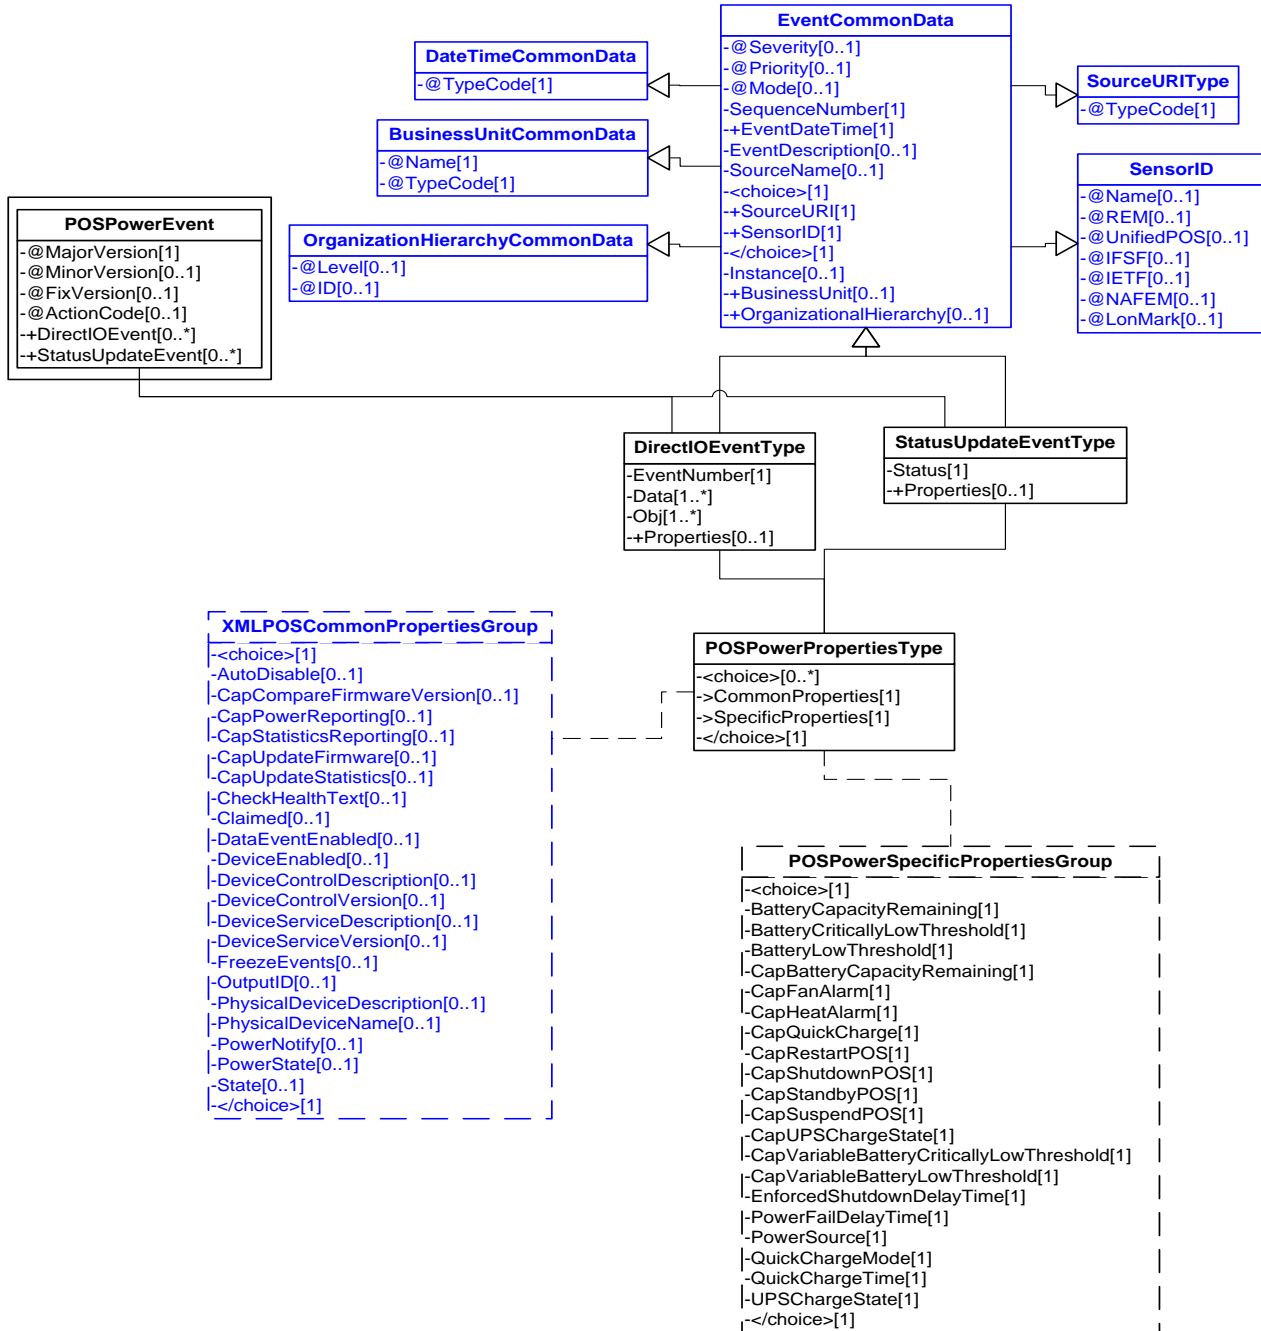 EventCommonData
-@Severity[0..1]
-@Priority[0..1]
-@Mode[0..1]
-SequenceNumber[1]
-+EventDateTime[1]
-EventDescription[0..1]
-SourceName[0..1]
-<choice>[1]
-+SourceURI[1]
-+SensorID[1]
-</choice>[1]
-Instance[0..1]
-+BusinessUnit[0..1]
-+OrganizationalHierarchy[0..1]
DateTimeCommonData
-@TypeCode[1]
BusinessUnitCommonData
-@Name[1]
-@TypeCode[1]
OrganizationHierarchyCommonData
-@Level[0..1]
-@ID[0..1]
SourceURIType
-@TypeCode[1]
SensorID
-@Name[0..1]
-@REM[0..1]
-@UnifiedPOS[0..1]
-@IFSF[0..1]
-@IETF[0..1]
-@NAFEM[0..1]
-@LonMark[0..1]
POSPowerEvent
-@MajorVersion[1]
-@MinorVersion[0..1]
-@FixVersion[0..1]
-@ActionCode[0..1]
-+DirectIOEvent[0..*]
-+StatusUpdateEvent[0..*]
DirectIOEventType
-EventNumber[1]
-Data[1..*]
-Obj[1..*]
-+Properties[0..1]
StatusUpdateEventType
-Status[1]
-+Properties[0..1]
XMLPOSCommonPropertiesGroup
-<choice>[1]
-AutoDisable[0..1]
-CapCompareFirmwareVersion[0..1]
-CapPowerReporting[0..1]
-CapStatisticsReporting[0..1]
-CapUpdateFirmware[0..1]
-CapUpdateStatistics[0..1]
-CheckHealthText[0..1]
-Claimed[0..1]
-DataEventEnabled[0..1]
-DeviceEnabled[0..1]
-DeviceControlDescription[0..1]
-DeviceControlVersion[0..1]
-DeviceServiceDescription[0..1]
-DeviceServiceVersion[0..1]
-FreezeEvents[0..1]
-OutputID[0..1]
-PhysicalDeviceDescription[0..1]
-PhysicalDeviceName[0..1]
-PowerNotify[0..1]
-PowerState[0..1]
-State[0..1]
-</choice>[1]
POSPowerPropertiesType
-<choice>[0..*]
->CommonProperties[1]
->SpecificProperties[1]
-</choice>[1]
POSPowerSpecificPropertiesGroup
-<choice>[1]
-BatteryCapacityRemaining[1]
-BatteryCriticallyLowThreshold[1]
-BatteryLowThreshold[1]
-CapBatteryCapacityRemaining[1]
-CapFanAlarm[1]
-CapHeatAlarm[1]
-CapQuickCharge[1]
-CapRestartPOS[1]
-CapShutdownPOS[1]
-CapStandbyPOS[1]
-CapSuspendPOS[1]
-CapUPSChargeState[1]
-CapVariableBatteryCriticallyLowThreshold[1]
-CapVariableBatteryLowThreshold[1]
-EnforcedShutdownDelayTime[1]
-PowerFailDelayTime[1]
-PowerSource[1]
-QuickChargeMode[1]
-QuickChargeTime[1]
-UPSChargeState[1]
-</choice>[1]